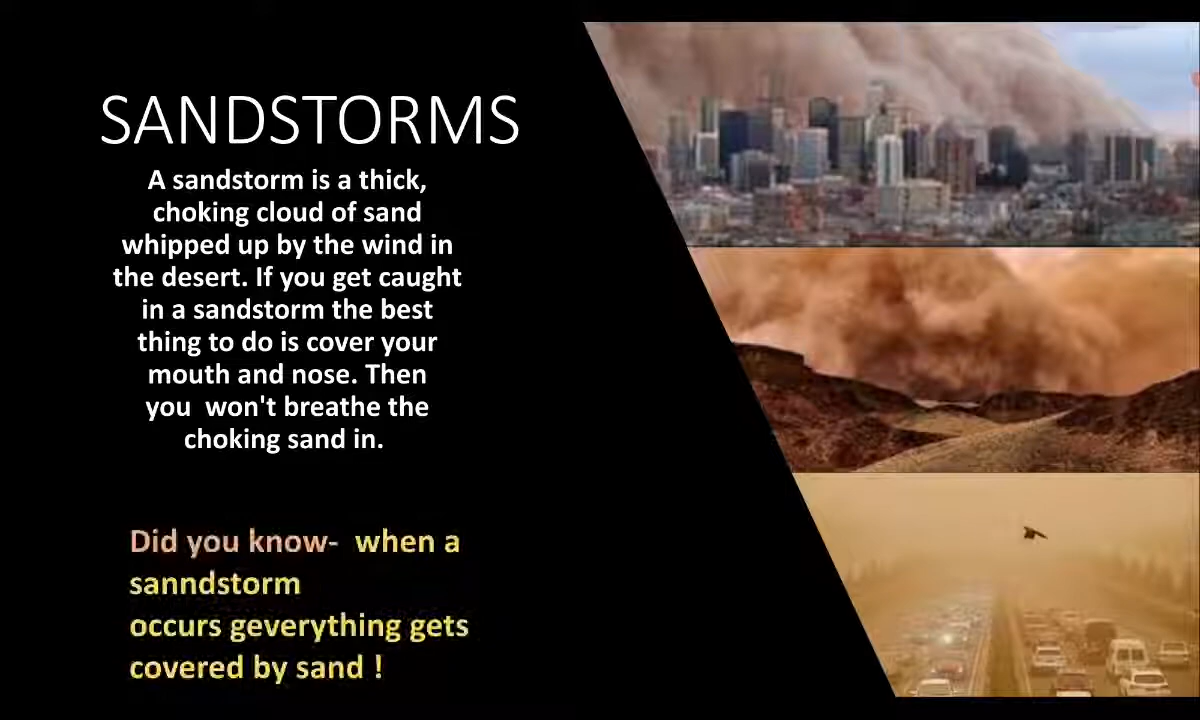 SANDSTORMS
A sandstorm is a thick,
choking cloud of sand
whipped up by the wind in
the desert. If you get caught
in a sandstorm the best
thing to do is cover your
mouth and nose. Then
you  won't breathe the
choking sand in.
Did you know-  when a
sanndstorm
occurs geverything gets
covered by sand !